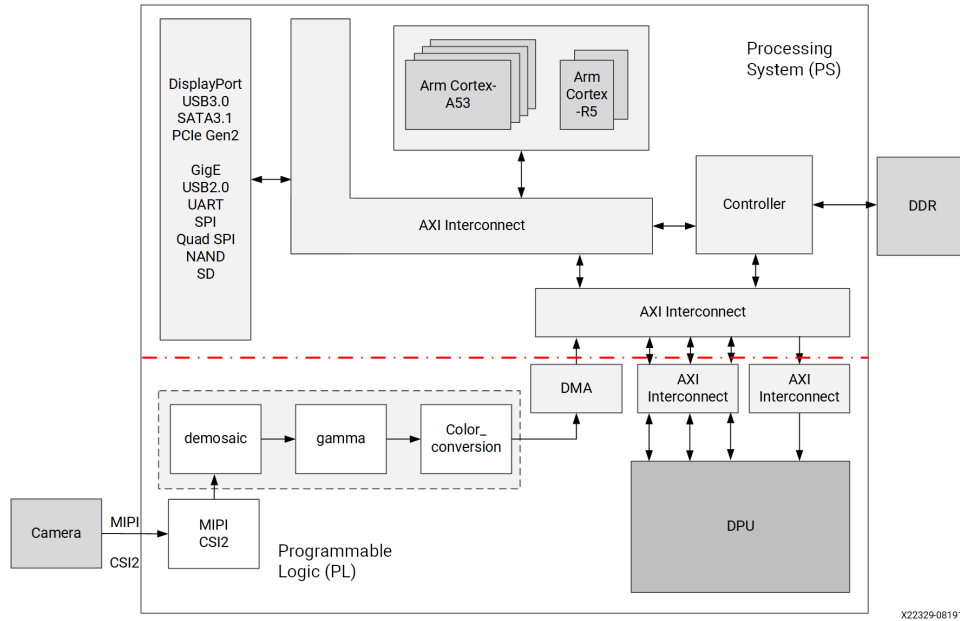 Processing
System (PS)
DisplayPort
USB3.0
SATA3.1
PCIe Gen2
GigE
USB2.0
UART
SPI
Quad SPI
NAND
SD
Arm Cortex-
A53
Arm
Cortex
-R5
AXI Interconnect
Controller
DDR
AXI Interconnect
DMA
AXI
Interconnect
AXI
Interconnect
demosaic
gamma
Color_
conversion
DPU
Camera
MIPI
CSI2
MIPI
CSI2
Programmable
Logic (PL)
X22329-08191